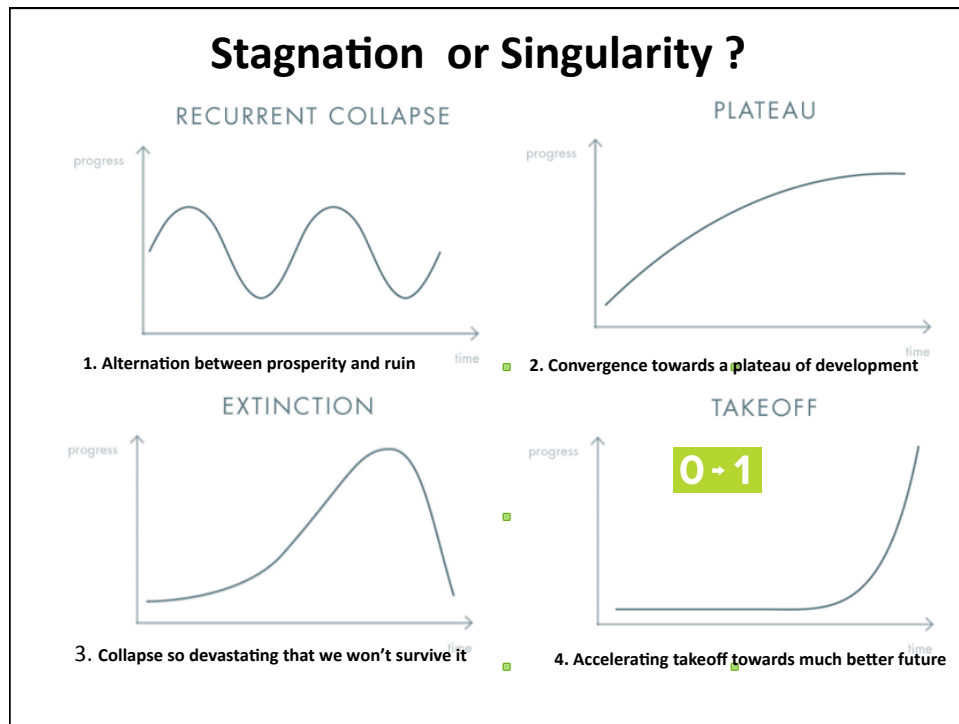 Stagnation or Singularity ?
RECURRENT COLLAPSE
progress
time
1. Alternation between prosperity and ruin
PLATEAU
progress
time
2. Convergence towards a plateau of development
EXTINCTION
progress
time
3. Collapse so devastating that we won’t survive it
TAKEOFF
progress
0 → 1
time
4. Accelerating takeoff towards much better future